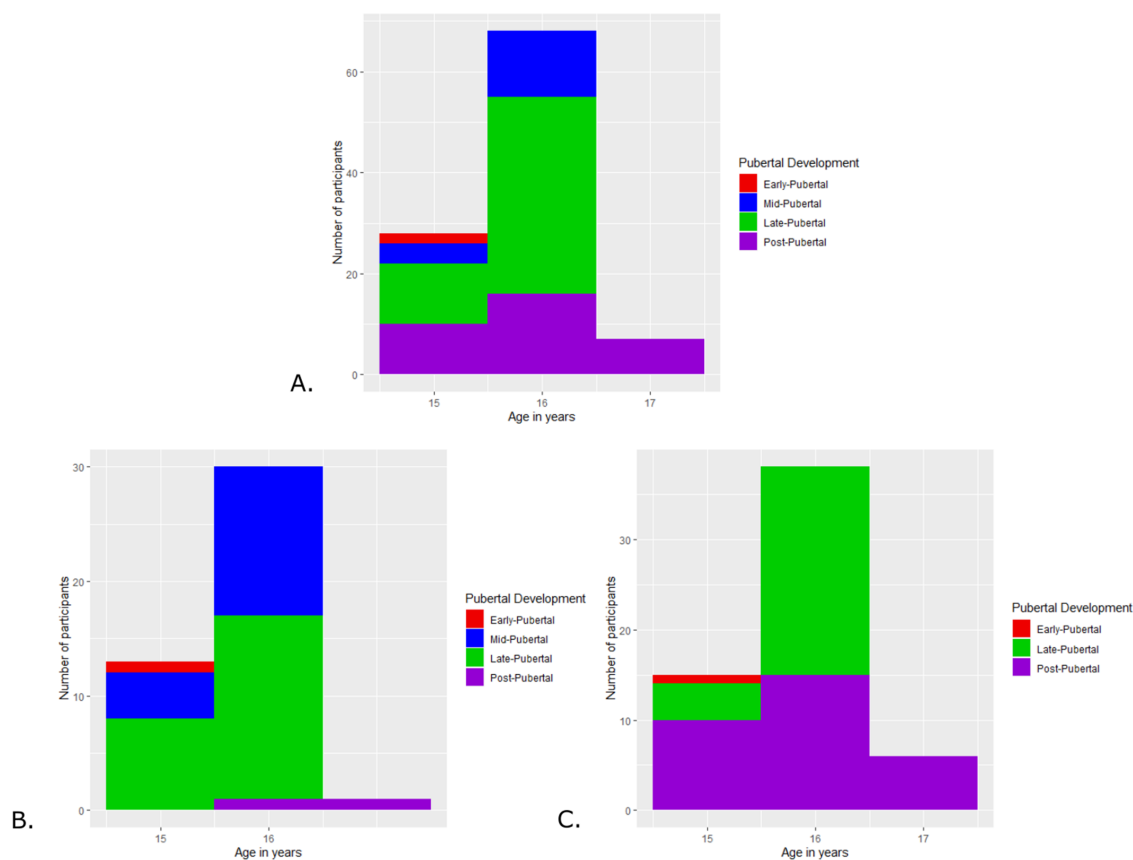 60
40
20
0
Number of participants
15 16 17
Age in years
Pubertal Development
Early-Pubertal
Mid-Pubertal
Late-Pubertal
Post-Pubertal
A.
30
20
10
0
Number of participants
15 16
Age in years
Pubertal Development
Early-Pubertal
Mid-Pubertal
Late-Pubertal
Post-Pubertal
B.
30
20
10
0
Number of participants
15 16 17
Age in years
Pubertal Development
Early-Pubertal
Late-Pubertal
Post-Pubertal
C.